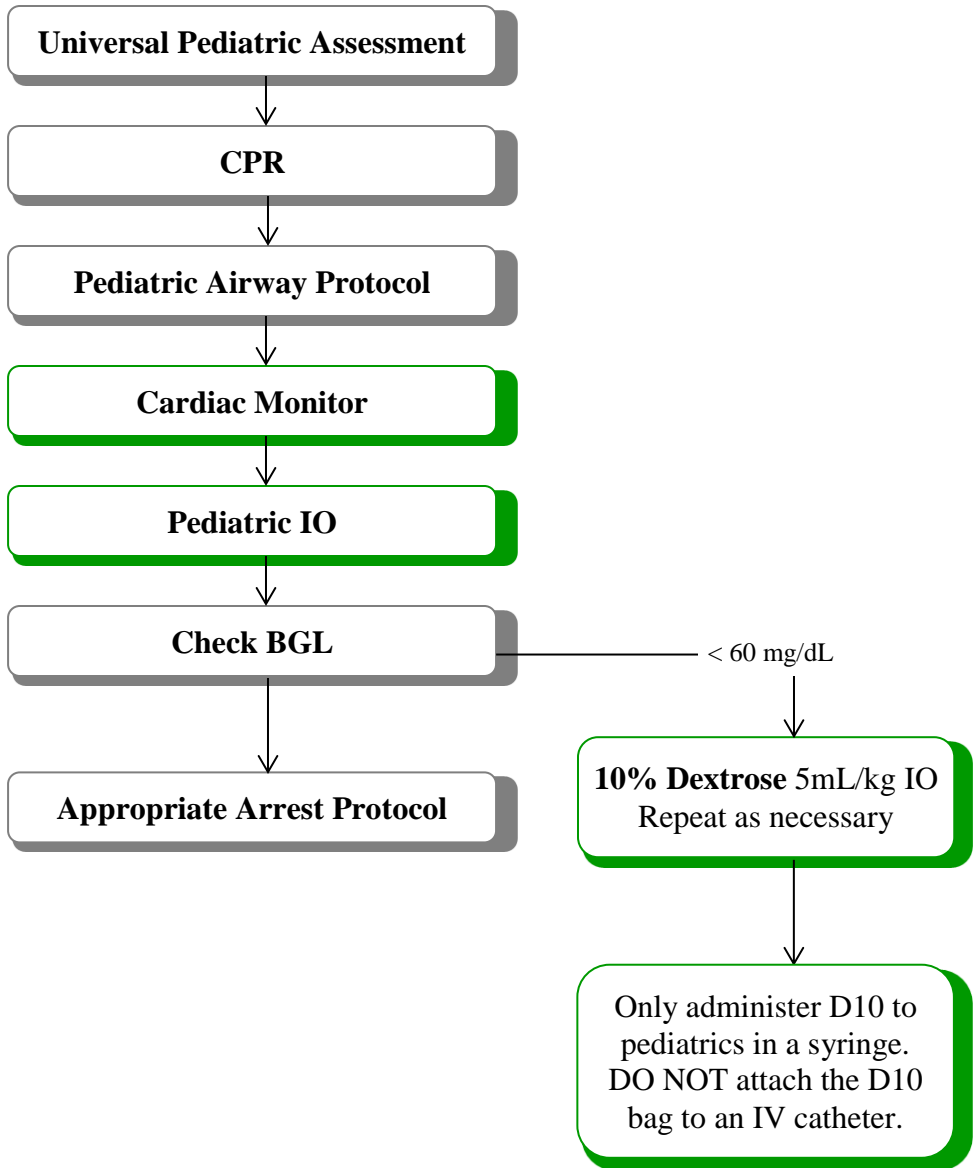 Universal Pediatric Assessment
CPR
Pediatric Airway Protocol
Cardiac Monitor
Pediatric IO
Check BGL
< 60 mg/dL
Appropriate Arrest Protocol
10% Dextrose 5mL/kg IO
Repeat as necessary
Only administer D10 to
pediatrics in a syringe.
DO NOT attach the D10
bag to an IV catheter.